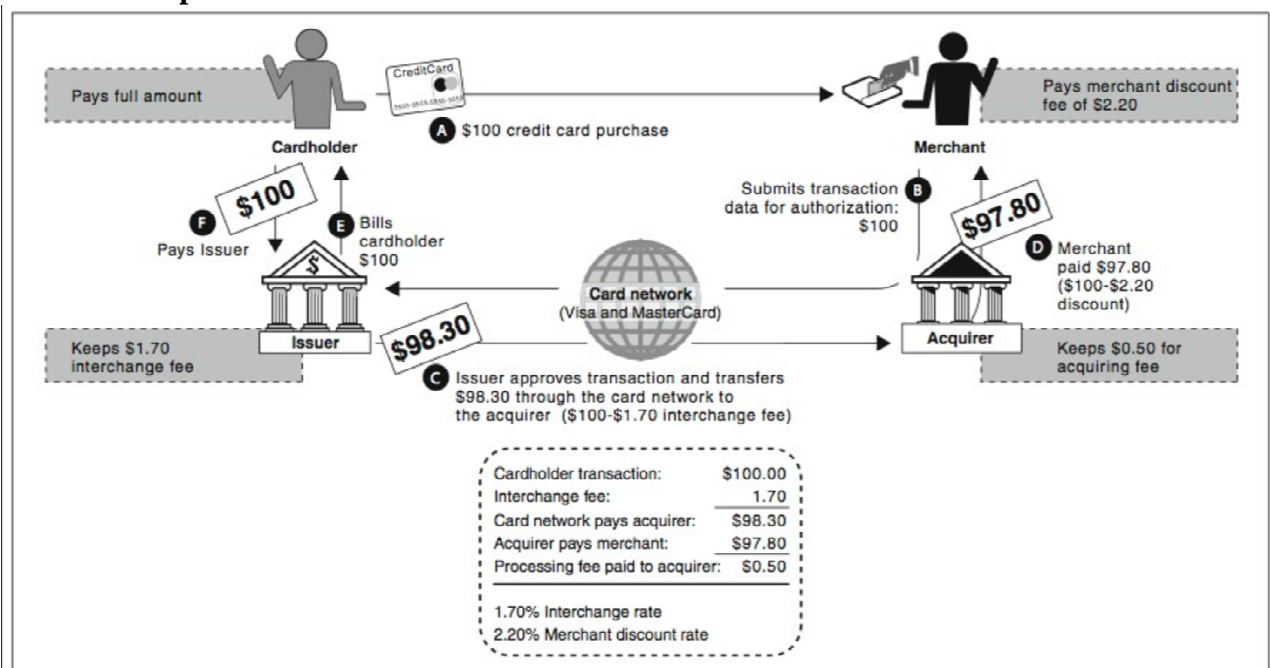 Pays full amount
CreditCard
Cardholder
A $100 credit card purchase
Merchant
Pays merchant discount
fee of $2.20
$100
F
Pays Issuer
E Bills
cardholder
$100
Submits transaction B
data for authorization:
$100
$97.80
D Merchant
paid $97.80
($100-$2.20
discount)
$
Card network
(Visa and MasterCard)
Issuer
$98.30
Acquirer
Keeps $1.70
interchange fee
Keeps $0.50 for
acquiring fee
C Issuer approves transaction and transfers
$98.30 through the card network to
the acquirer ($100-$1.70 interchange fee)
Cardholder transaction: $100.00
Interchange fee: 1.70
Card network pays acquirer: $98.30
Acquirer pays merchant: $97.80
Processing fee paid to acquirer: $0.50
1.70% Interchange rate
2.20% Merchant discount rate